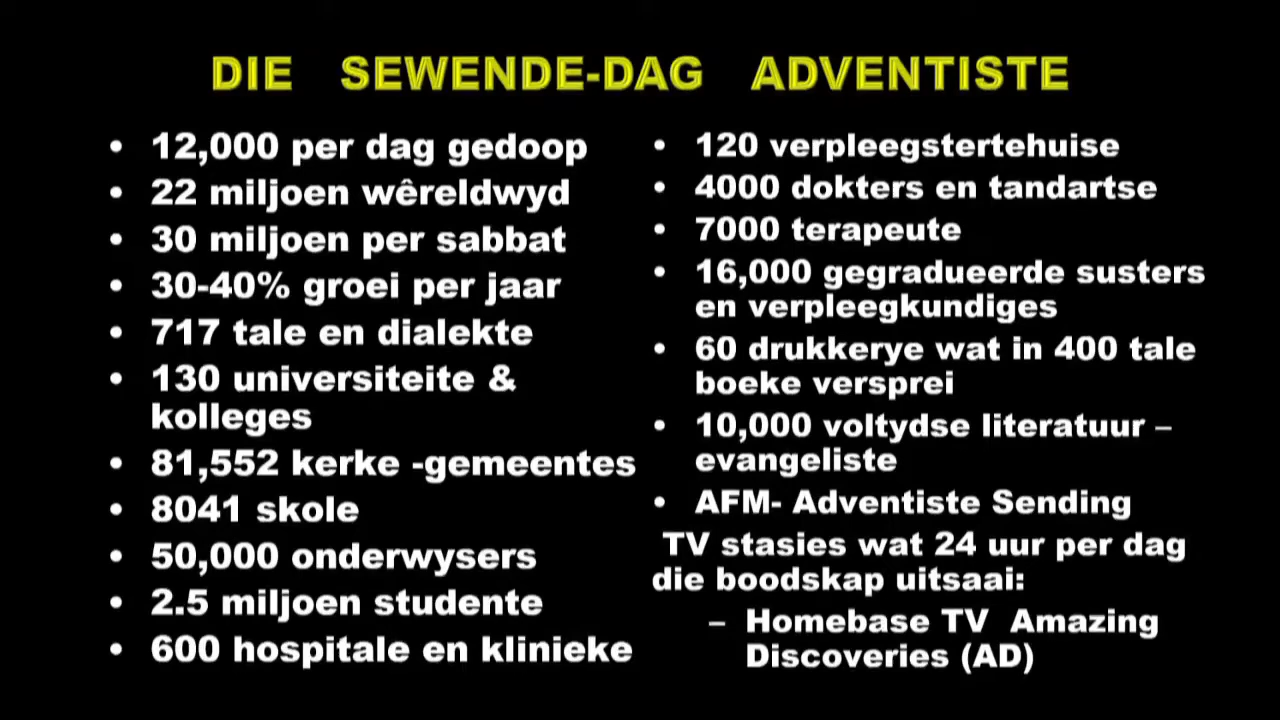 DIE SEWENDE-DAG ADVENTISTE
• 12,000 per dag gedoop
• 22 miljoen wêreldwyd
• 30 miljoen per sabbat
• 30-40% groei per jaar
• 717 tale en dialekte
• 130 universiteite &
kolleges
• 81,552 kerke -gemeentes
• 8041 skole
• 50,000 onderwysers
• 2.5 miljoen studente
• 600 hospitale en klinieke
• 120 verpleegstertehuise
• 4000 dokters en tandartse
• 7000 terapeute
• 16,000 gegradueerde susters
en verpleegkundiges
• 60 drukkerye wat in 400 tale
boeke versprei
• 10,000 voltydse literatuur –
evangeliste
• AFM- Adventiste Sending
TV stasies wat 24 uur per dag
die boodskap uitsaai:
– Homebase TV Amazing
Discoveries (AD)